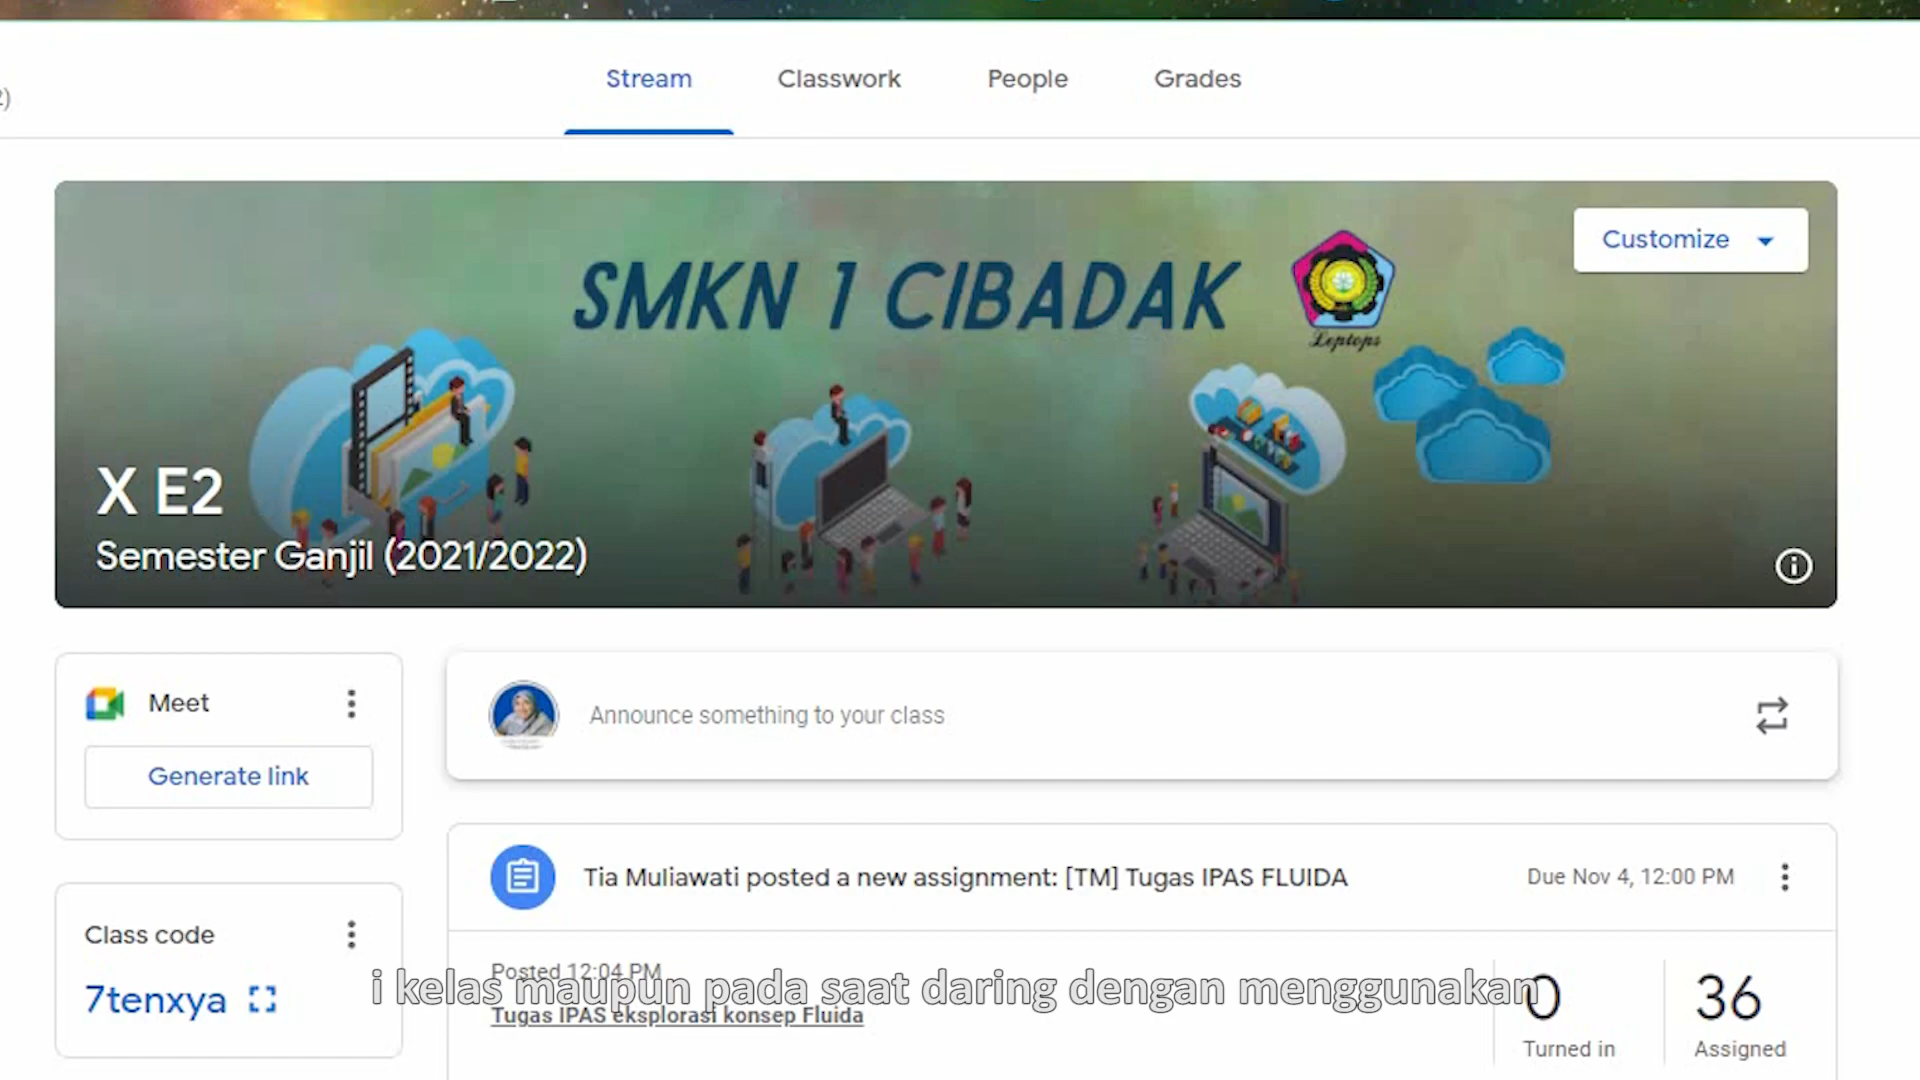 2)
Stream
Classwork
People
Grades
SMKN 1 CIBADAK
Leptops
Customize
X E2
Semester Ganjil (2021/2022)
Meet
Generate link
Announce something to your class
Tia Muliawati posted a new assignment: [TM] Tugas IPAS FLUIDA
Due Nov 4, 12:00 PM
Class code
7tenxya
Posted 12:04 PM
Tugas IPAS eksplorasi konsep Fluida
0
Turned in
36
Assigned
i kelas maupun pada saat daring dengan menggunakan